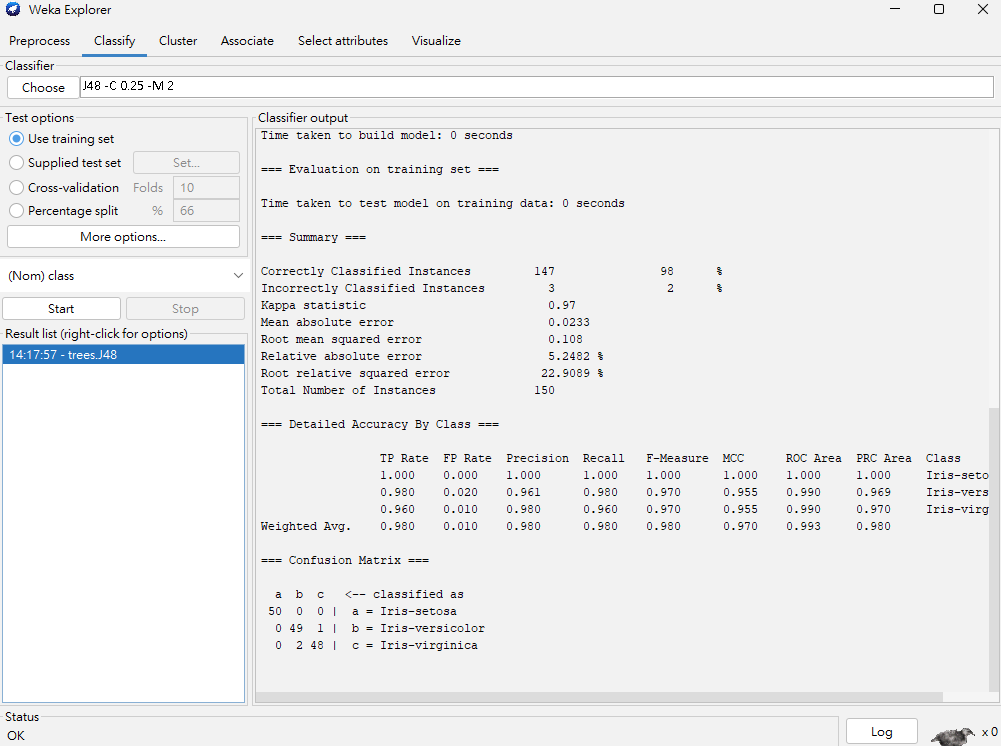 Weka Explorer
Preprocess Classify Cluster Associate Select attributes Visualize
Classifier
Choose J48 -C 0.25 -M 2
Test options
Use training set
Supplied test set Set...
Cross-validation Folds 10
Percentage split % 66
More options...
(Nom) class
Start Stop
Result list (right-click for options)
14:17:57 - trees.J48
Classifier output
Time taken to build model: 0 seconds
=== Evaluation on training set ===
Time taken to test model on training data: 0 seconds
=== Summary ===
Correctly Classified Instances 147 98 %
Incorrectly Classified Instances 3 2 %
Kappa statistic 0.97
Mean absolute error 0.0233
Root mean squared error 0.108
Relative absolute error 5.2482 %
Root relative squared error 22.9089 %
Total Number of Instances 150
=== Detailed Accuracy By Class ===
TP Rate FP Rate Precision Recall F-Measure MCC ROC Area PRC Area Class
1.000 0.000 1.000 1.000 1.000 1.000 1.000 1.000 Iris-seto
0.980 0.020 0.961 0.980 0.970 0.955 0.990 0.969 Iris-vers
0.960 0.010 0.980 0.960 0.970 0.955 0.990 0.970 Iris-virg
Weighted Avg. 0.980 0.010 0.980 0.980 0.980 0.970 0.993 0.980
=== Confusion Matrix ===
a b c <-- classified as
50 0 0 | a = Iris-setosa
0 49 1 | b = Iris-versicolor
0 2 48 | c = Iris-virginica
Status
OK
Log x 0